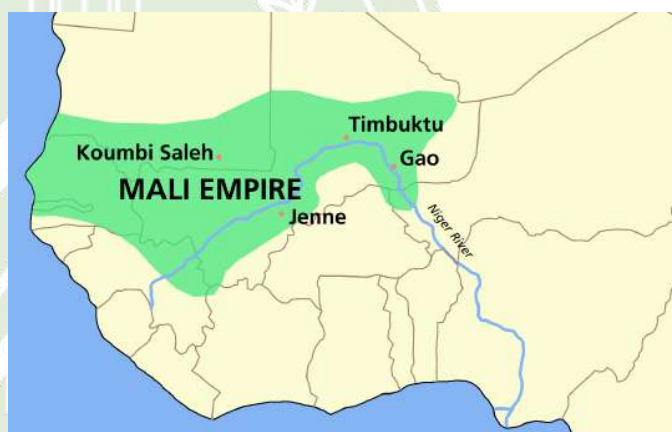 Timbuktu
Koumbi Saleh
Gao
MALI EMPIRE
Jenne
Niger River